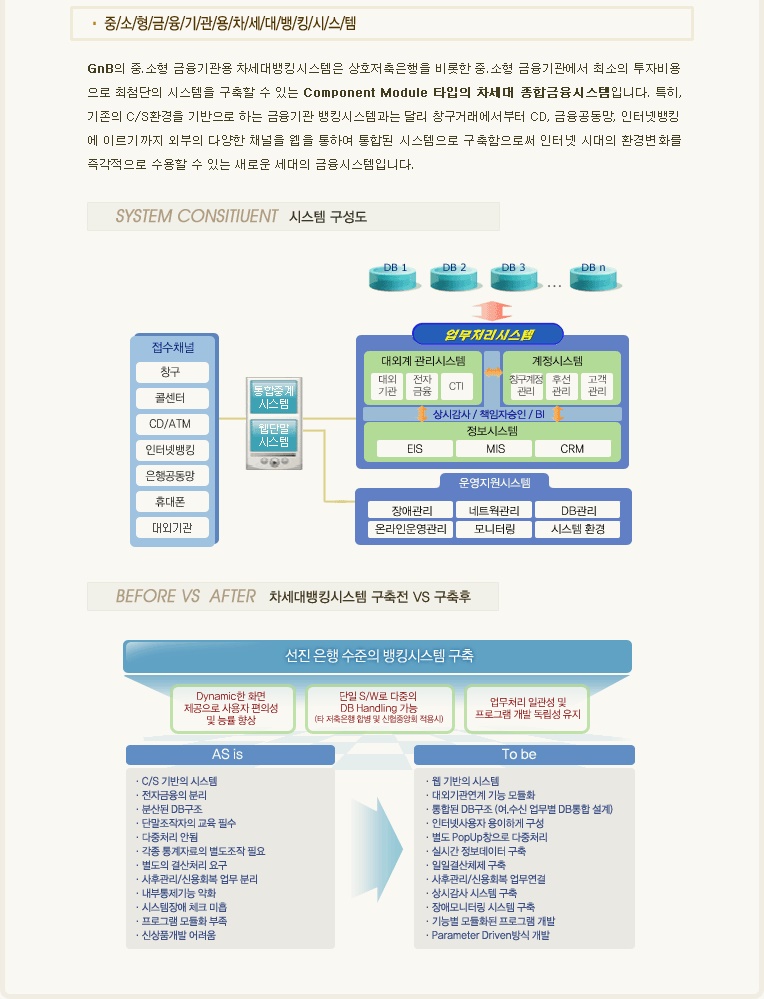 · 중/소/형/금/융/기/관/용/차/세/대/뱅/킹/시/스/템
GnB의 중.소형 금융기관용 차세대뱅킹시스템은 상호저축은행을 비롯한 중.소형 금융기관에서 최소의 투자비용
으로 최첨단의 시스템을 구축할 수 있는 Component Module 타입의 차세대 종합금융시스템입니다. 특히,
기존의 C/S환경을 기반으로 하는 금융기관 뱅킹시스템과는 달리 창구거래에서부터 CD, 금융공동망, 인터넷뱅킹
에 이르기까지 외부의 다양한 채널을 웹을 통하여 통합된 시스템으로 구축함으로써 인터넷 시대의 환경변화를
즉각적으로 수용할 수 있는 새로운 세대의 금융시스템입니다.
SYSTEM CONSITIUENT 시스템 구성도
DB 1 DB 2 DB 3 ... DB n
업무처리시스템
접수채널
창구
콜센터
CD/ATM
인터넷뱅킹
은행공동망
휴대폰
대외기관
통합중계
시스템
웹단말
시스템
대외계 관리시스템
대외
기관
전자
금융
CTI
계정시스템
창구계정
관리
후선
관리
고객
관리
상시감사 / 책임자승인 / BI
정보시스템
EIS MIS CRM
운영지원시스템
장애관리 네트웍관리 DB관리
온라인운영관리 모니터링 시스템 환경
BEFORE VS AFTER 차세대뱅킹시스템 구축전 VS 구축후
선진 은행 수준의 뱅킹시스템 구축
Dynamic한 화면
제공으로 사용자 편의성
및 능률 향상
단일 S/W로 다중의
DB Handling 가능
(타 저축은행 합병 및 신협중앙회 적용시)
업무처리 일관성 및
프로그램 개발 독립성 유지
AS is
· C/S 기반의 시스템
· 전자금융의 분리
· 분산된 DB구조
· 단말조작자의 교육 필수
· 다중처리 안됨
· 각종 통계자료의 별도조작 필요
· 별도의 결산처리 요구
· 사후관리/신용회복 업무 분리
· 내부통제기능 약화
· 시스템장애 체크 미흡
· 프로그램 모듈화 부족
· 신상품개발 어려움
To be
· 웹 기반의 시스템
· 대외기관연계 기능 모듈화
· 통합된 DB구조 (여,수신 업무별 DB통합 설계)
· 인터넷사용자 용이하게 구성
· 별도 PopUp창으로 다중처리
· 실시간 정보데이터 구축
· 일일결산체제 구축
· 사후관리/신용회복 업무연결
· 상시감사 시스템 구축
· 장애모니터링 시스템 구축
· 기능별 모듈화된 프로그램 개발
· Parameter Driven방식 개발